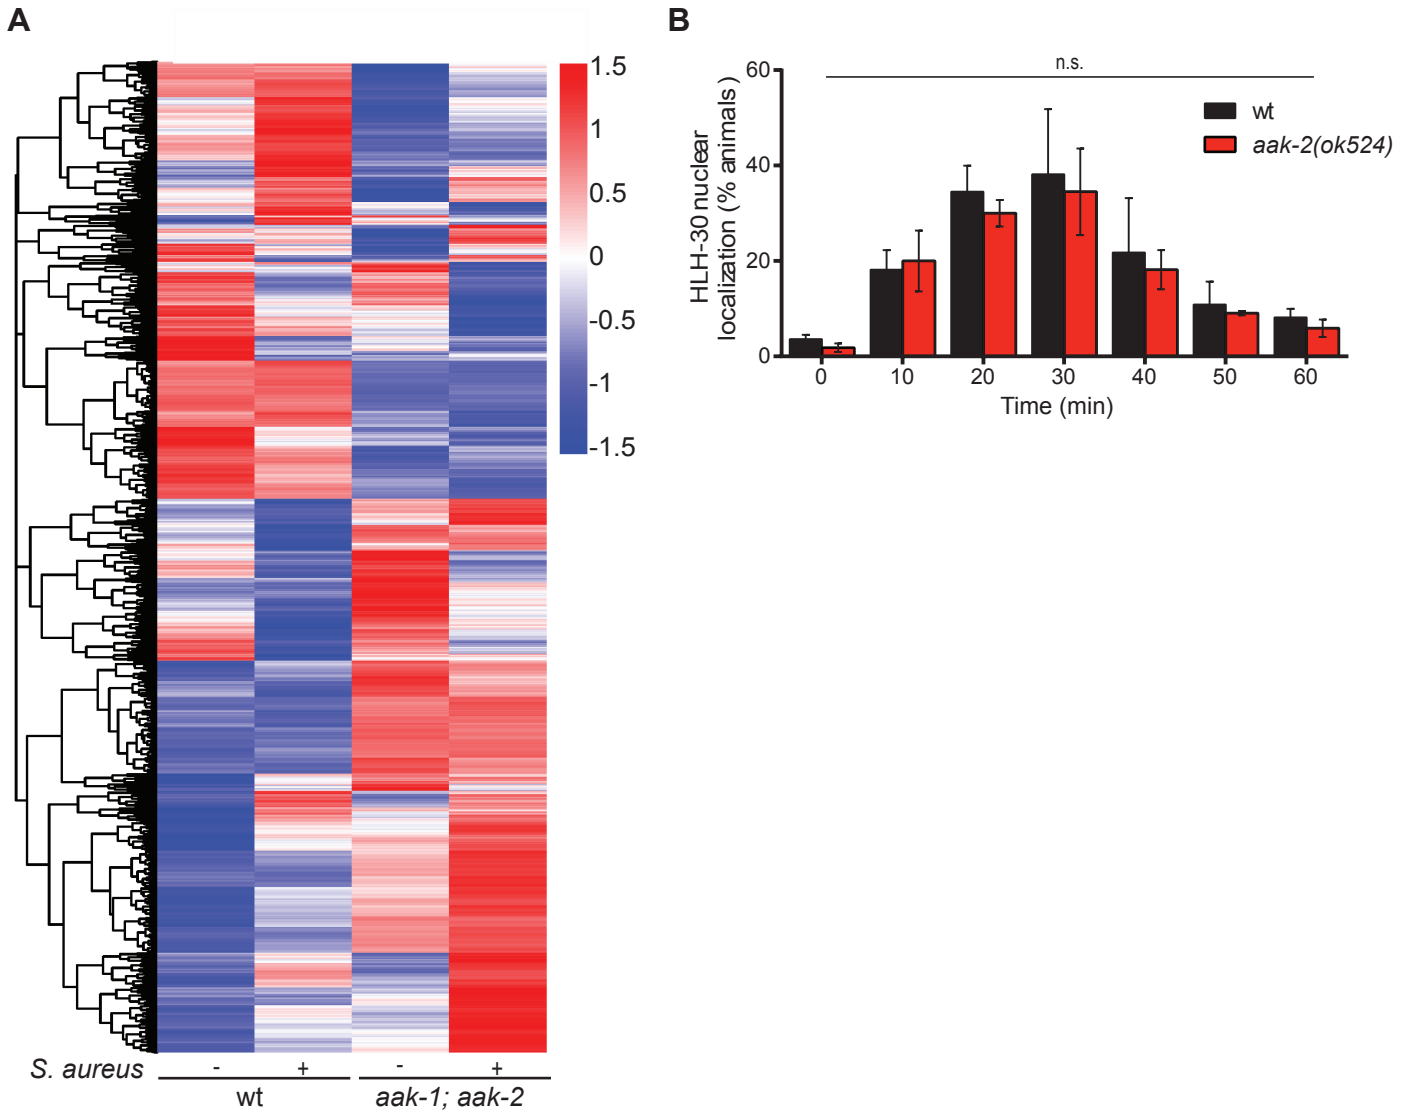 A
1.5
1
0.5
0
-0.5
-1
-1.5
S. aureus - + - +
wt aak-1; aak-2
B
n.s.
HLH-30 nuclear
localization (% animals)
60
40
20
0
wt
aak-2(ok524)
0 10 20 30 40 50 60
Time (min)